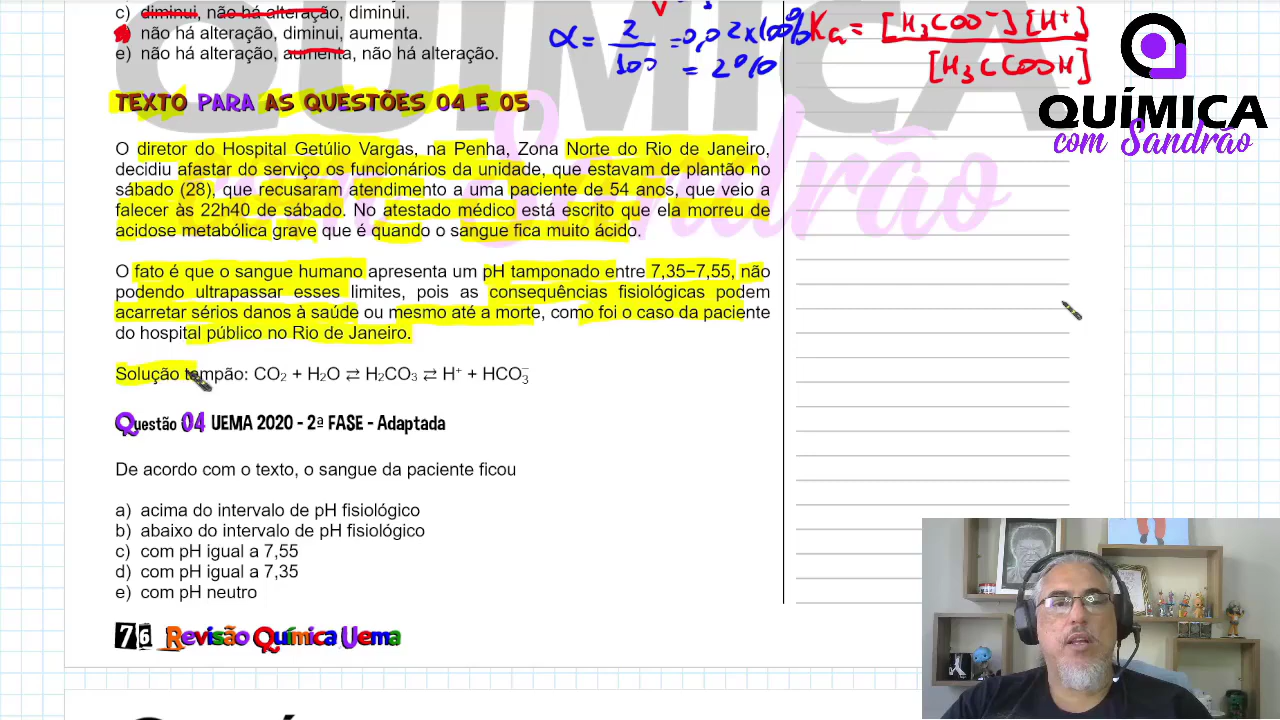 c) diminui, não há alteração, diminui.
não há alteração, diminui, aumenta.
e) não há alteração, aumenta, não há alteração.
α = 2/100 = 0,02 x 100%
= 2%
Ka = [H3COO⁻] [H⁺]
[H3CCOOH]
QUÍMICA
com Sandrão
TEXTO PARA AS QUESTÕES 04 E 05
O diretor do Hospital Getúlio Vargas, na Penha, Zona Norte do Rio de Janeiro,
decidiu afastar do serviço os funcionários da unidade, que estavam de plantão no
sábado (28), que recusaram atendimento a uma paciente de 54 anos, que veio a
falecer às 22h40 de sábado. No atestado médico está escrito que ela morreu de
acidose metabólica grave que é quando o sangue fica muito ácido.
O fato é que o sangue humano apresenta um pH tamponado entre 7,35–7,55, não
podendo ultrapassar esses limites, pois as consequências fisiológicas podem
acarretar sérios danos à saúde ou mesmo até a morte, como foi o caso da paciente
do hospital público no Rio de Janeiro.
Solução tampão: CO₂ + H₂O ⇄ H₂CO₃ ⇄ H⁺ + HCO₃⁻
Questão 04 UEMA 2020 - 2ª FASE - Adaptada
De acordo com o texto, o sangue da paciente ficou
a) acima do intervalo de pH fisiológico
b) abaixo do intervalo de pH fisiológico
c) com pH igual a 7,55
d) com pH igual a 7,35
e) com pH neutro
76 Revisão Química Uema